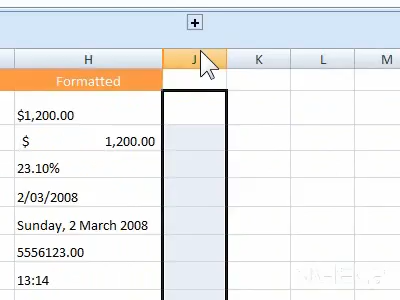 H J K L M
Formatted
$1,200.00
$ 1,200.00
23.10%
2/03/2008
Sunday, 2 March 2008
5556123.00
13:14